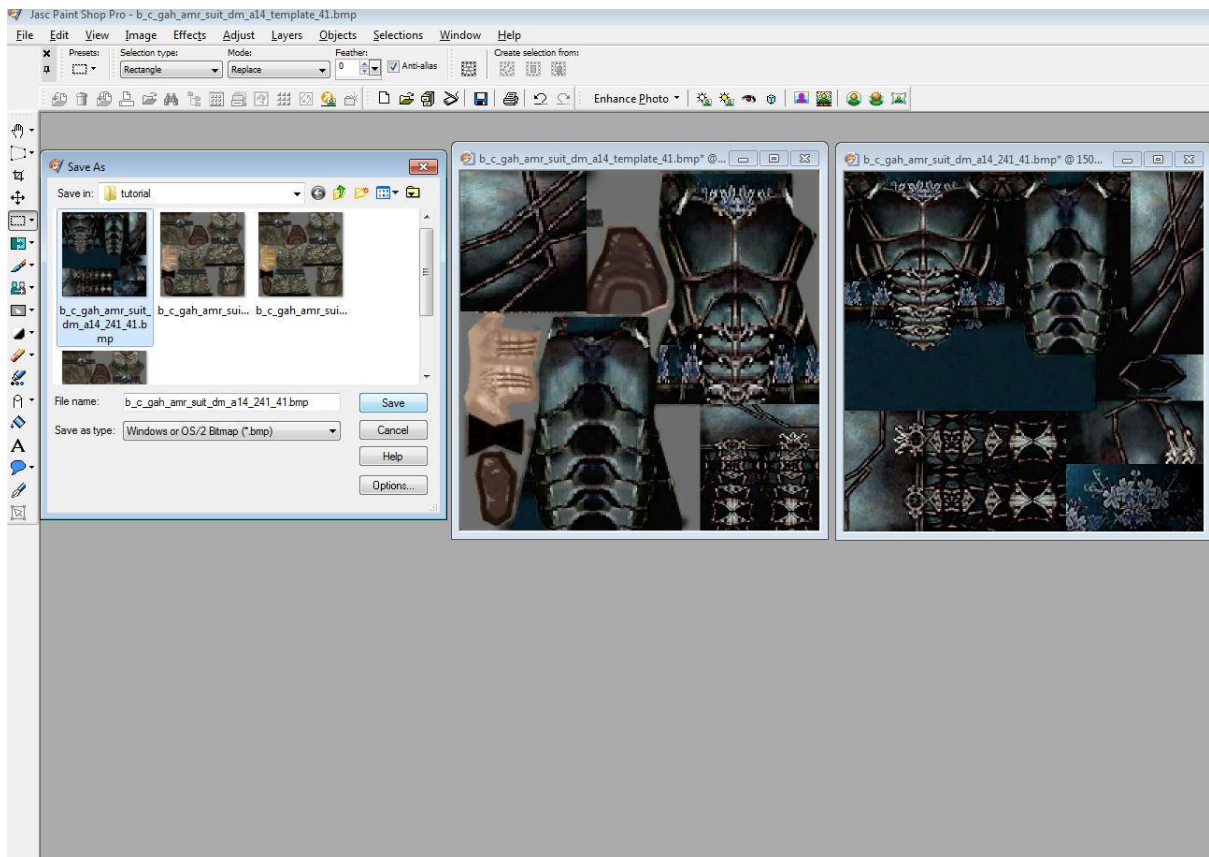 Jasc Paint Shop Pro - b_c_gah_amr_suit_dm_a14_template_41.bmp
File Edit View Image Effects Adjust Layers Objects Selections Window Help
Presets: Selection type: Mode: Feather: Create selection from:
Rectangle Replace 0 Anti-alias
Enhance Photo
Save As
Save in: tutorial
b_c_gah_amr_suit_dm_a14_241_41.bmp b_c_gah_amr_sui... b_c_gah_amr_sui...
File name: b_c_gah_amr_suit_dm_a14_241_41.bmp Save
Save as type: Windows or OS/2 Bitmap (*.bmp) Cancel
Help
Options...
b_c_gah_amr_suit_dm_a14_template_41.bmp* @...
b_c_gah_amr_suit_dm_a14_241_41.bmp* @ 150...
A